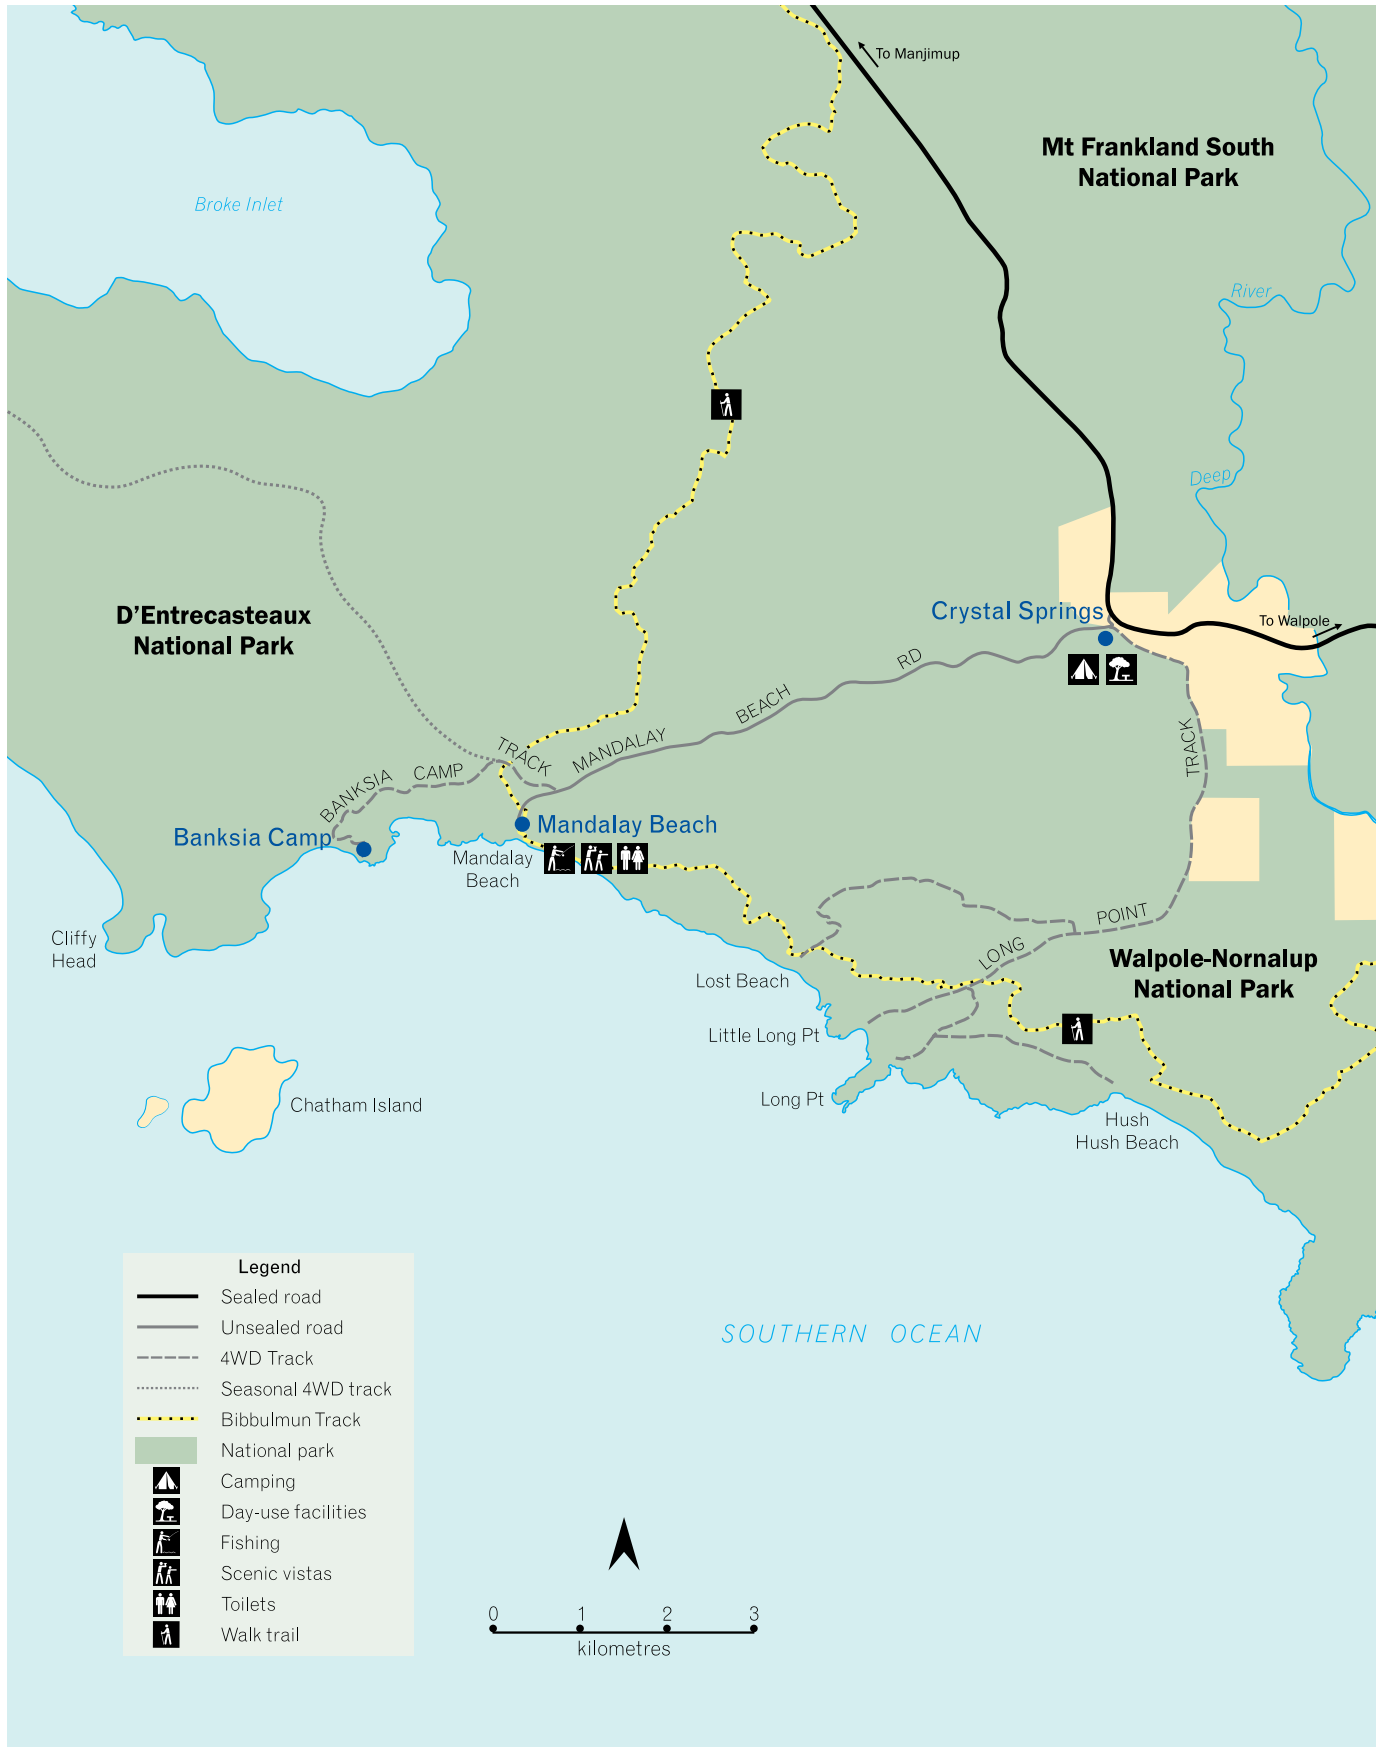 To Manjimup
Mt Frankland South
National Park
Broke Inlet
River
Deep
D'Entrecasteaux
National Park
Crystal Springs
To Walpole
RD
BEACH
MANDALAY
TRACK
TRACK
CAMP
BANKSIA
Banksia Camp
Mandalay Beach
Mandalay
Beach
POINT
LONG
Cliffy
Head
Walpole-Nornalup
National Park
Lost Beach
Little Long Pt
Long Pt
Chatham Island
Hush
Hush Beach
Legend
Sealed road
Unsealed road
4WD Track
Seasonal 4WD track
Bibbulmun Track
National park
Camping
Day-use facilities
Fishing
Scenic vistas
Toilets
Walk trail
SOUTHERN OCEAN
0 1 2 3
kilometres